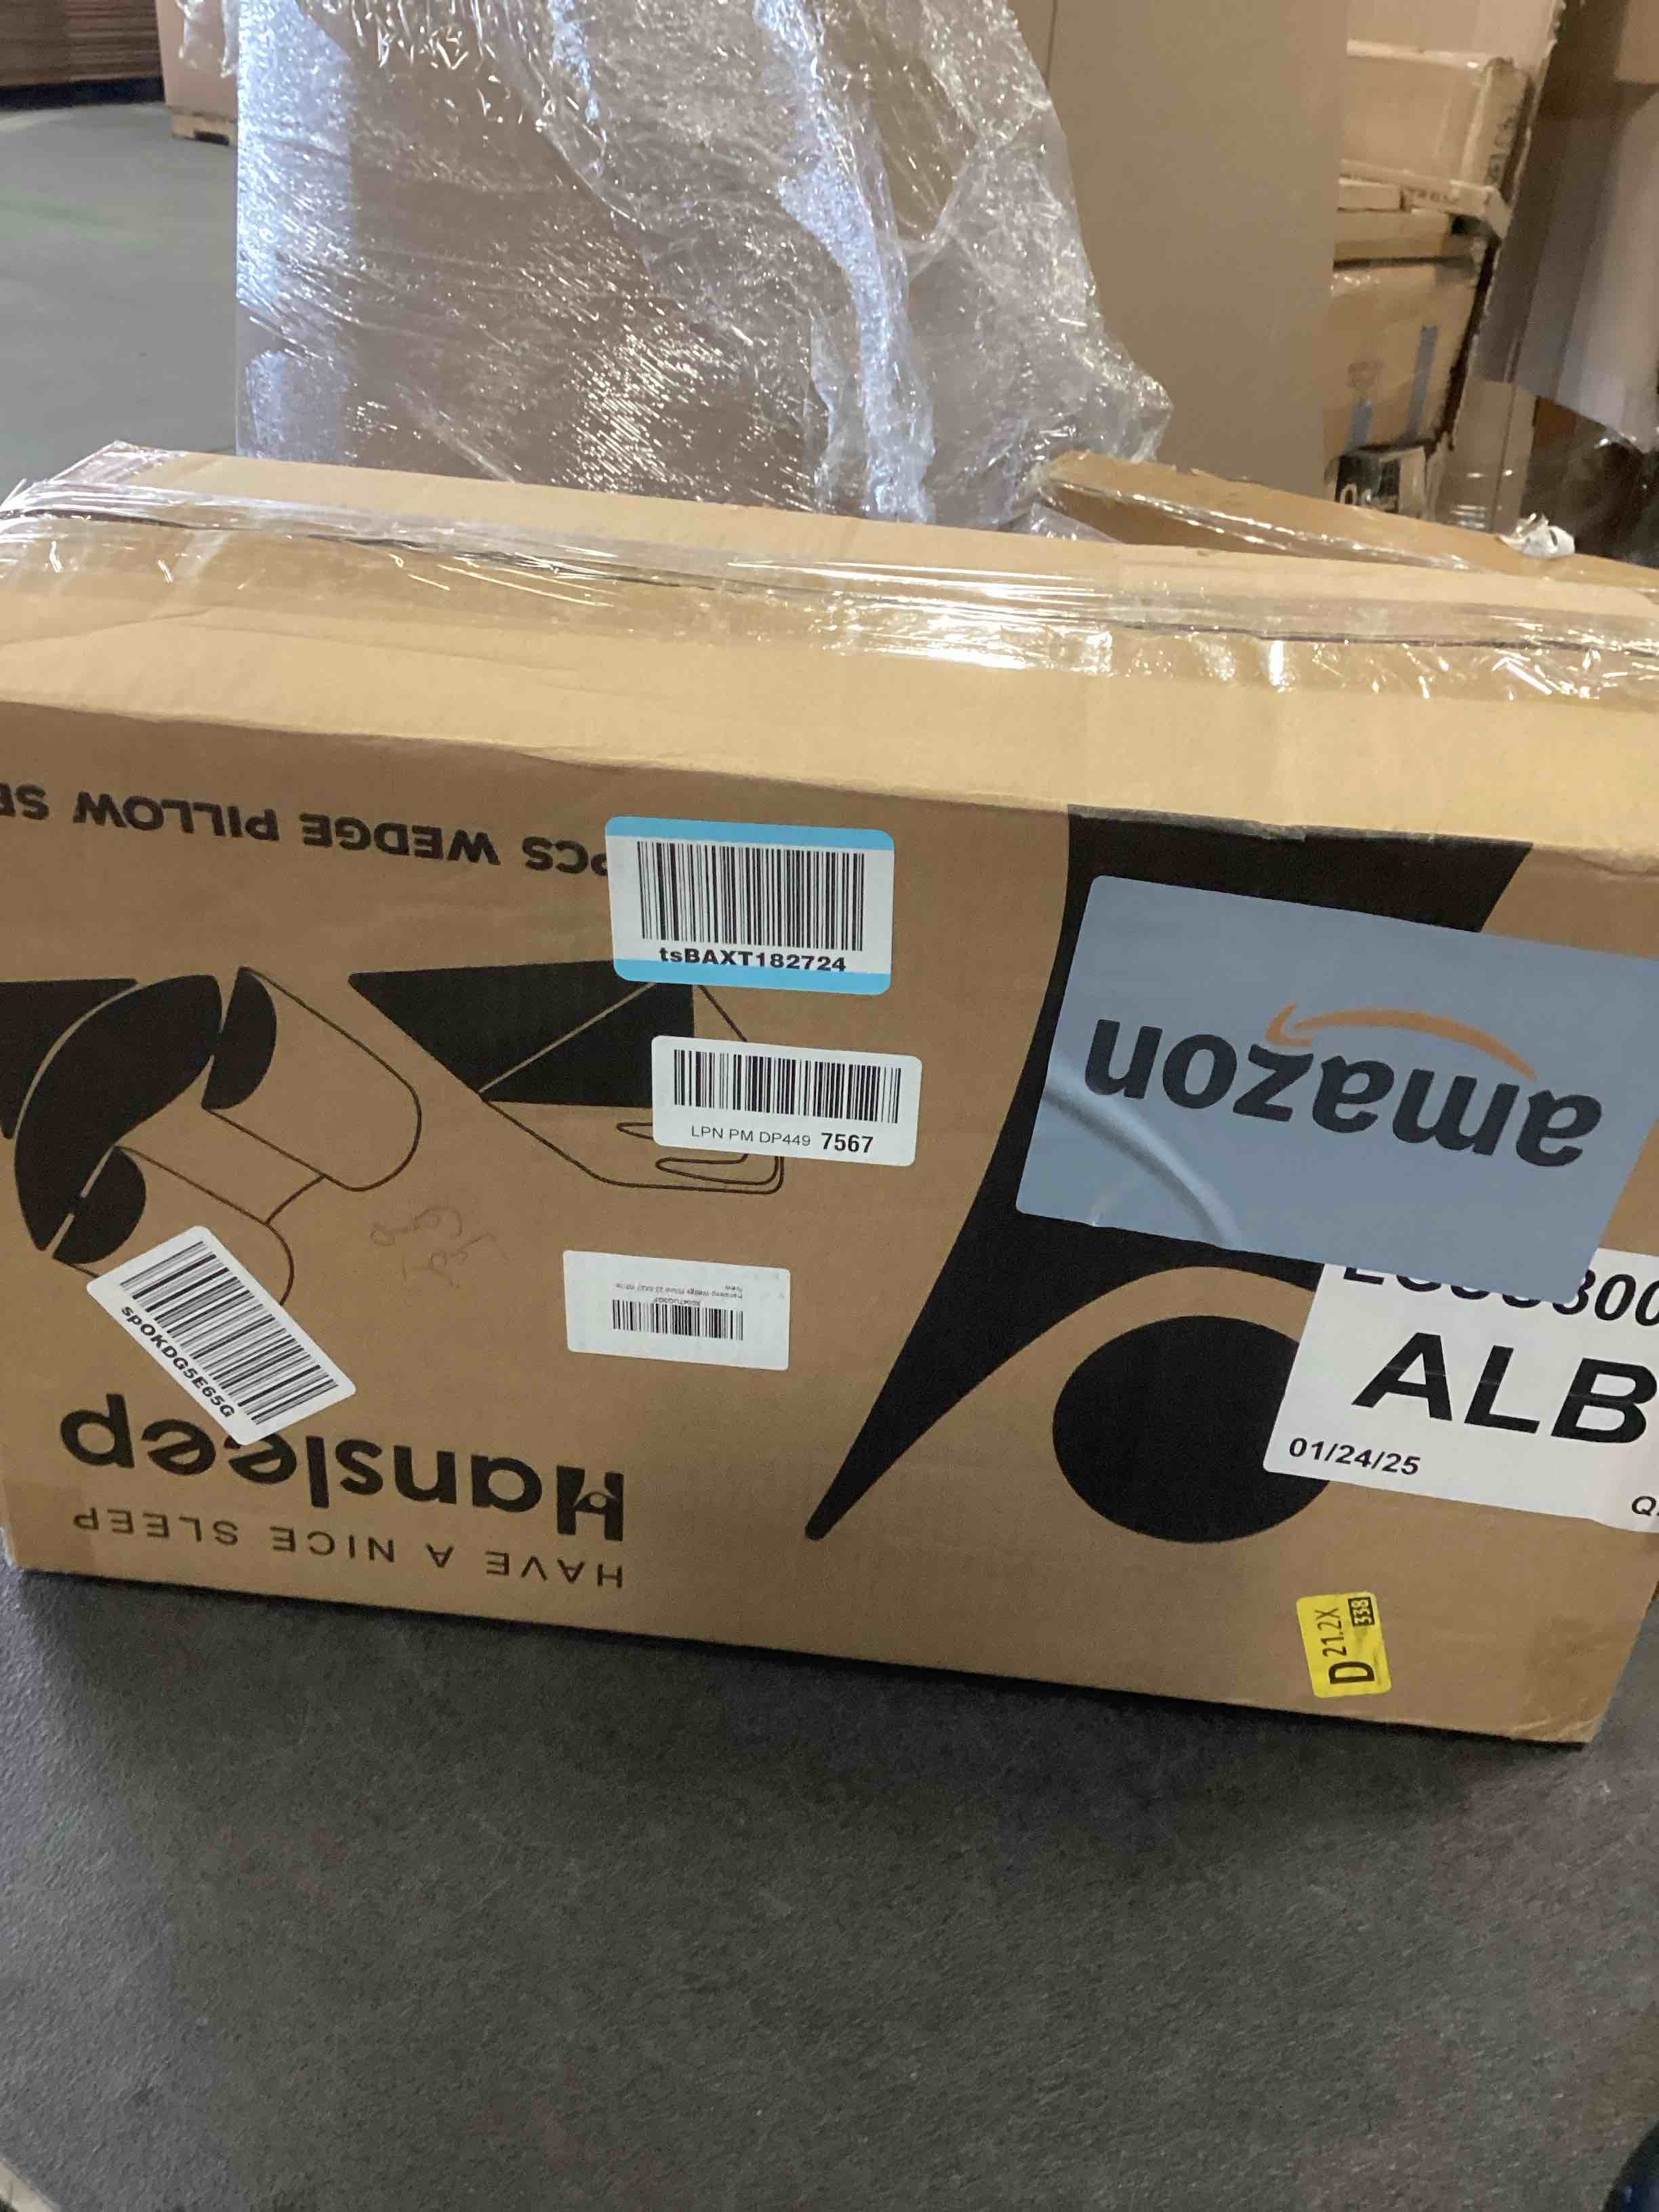 PCS WEDGE PILLOW SE
tsBAXT182724
LPN PM DP449 7567
amazon
300
ALB
01/24/25
Q
spOKDG5E65G
Hansleep
HAVE A NICE SLEEP
D 21.2X
338